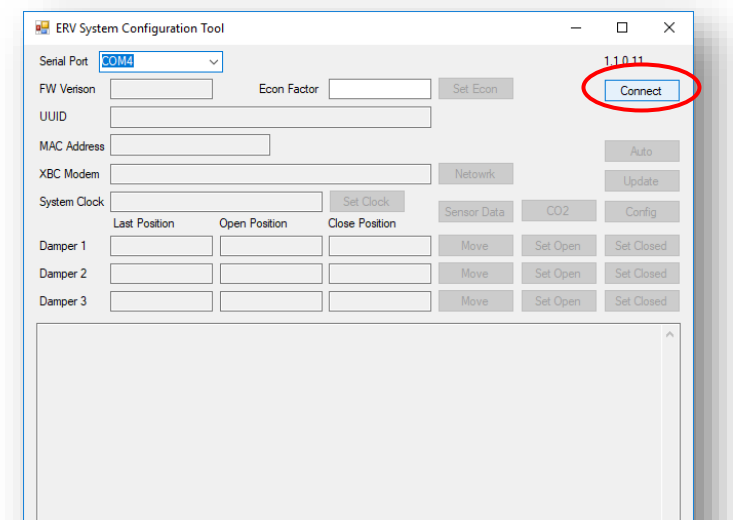 ERV System Configuration Tool
Serial Port COM4 1.1.0.11
FW Verison Econ Factor Set Econ Connect
UUID
MAC Address Auto
XBC Modem Netowrk Update
System Clock Set Clock Sensor Data CO2 Config
Last Position Open Position Close Position
Damper 1 Move Set Open Set Closed
Damper 2 Move Set Open Set Closed
Damper 3 Move Set Open Set Closed